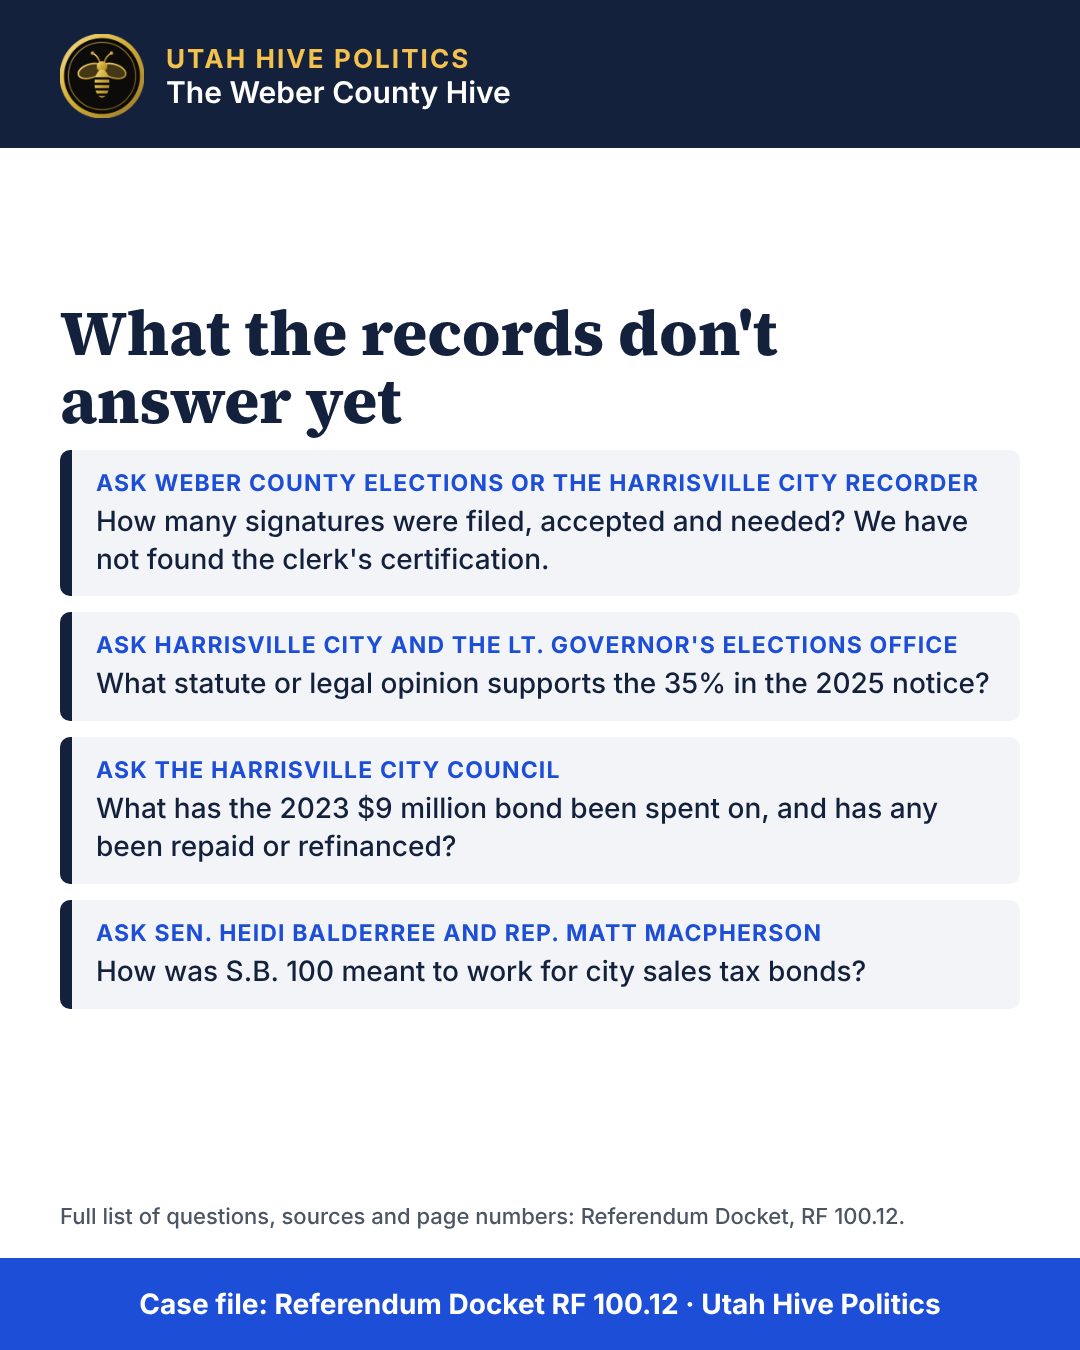 UTAH HIVE POLITICS
The Weber County Hive
What the records don't
answer yet
ASK WEBER COUNTY ELECTIONS OR THE HARRISVILLE CITY RECORDER
How many signatures were filed, accepted and needed? We have
not found the clerk's certification.
ASK HARRISVILLE CITY AND THE LT. GOVERNOR'S ELECTIONS OFFICE
What statute or legal opinion supports the 35% in the 2025 notice?
ASK THE HARRISVILLE CITY COUNCIL
What has the 2023 $9 million bond been spent on, and has any
been repaid or refinanced?
ASK SEN. HEIDI BALDERREE AND REP. MATT MACPHERSON
How was S.B. 100 meant to work for city sales tax bonds?
Full list of questions, sources and page numbers: Referendum Docket, RF 100.12.
Case file: Referendum Docket RF 100.12 · Utah Hive Politics